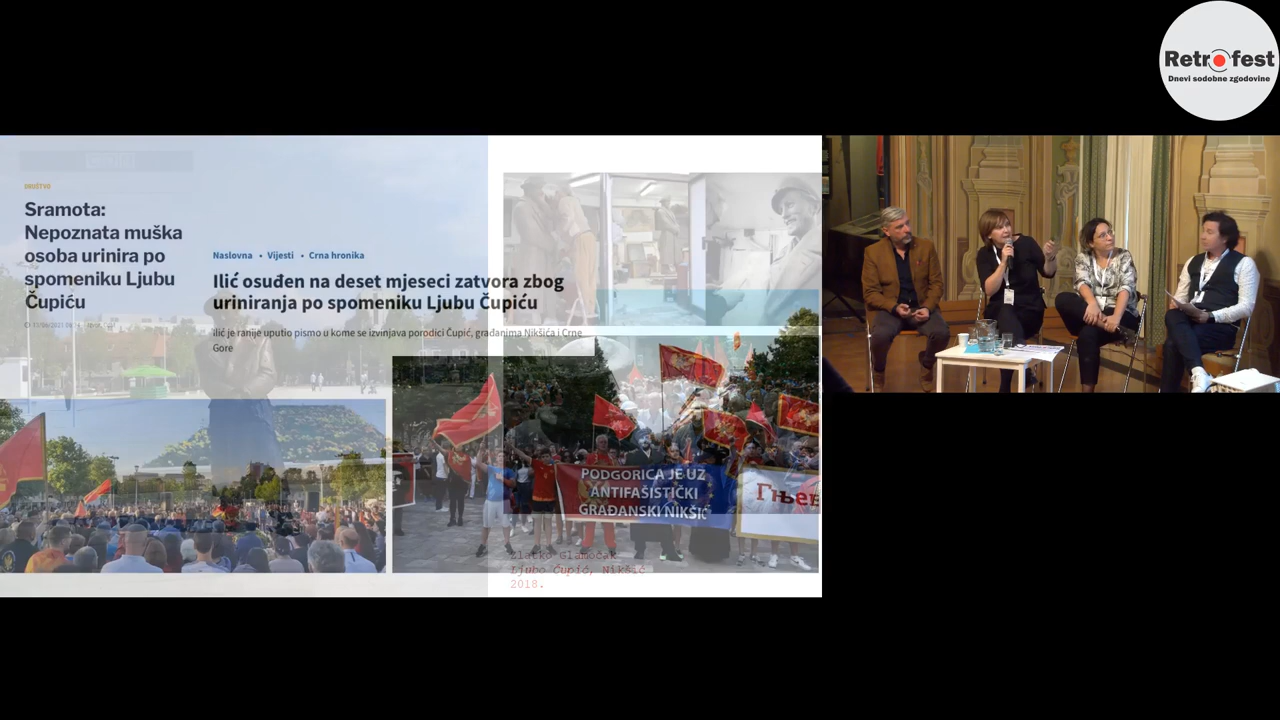 Retrofest
Dnevi sodobne zgodovine
DRUŠTVO
Sramota:
Nepoznata muška
osoba urinira po
spomeniku Ljubu
Čupiću
Naslovna • Vijesti • Crna hronika
Ilić osuđen na deset mjeseci zatvora zbog
uriniranja po spomeniku Ljubu Čupiću
Ilić je ranije uputio pismo u kome se izvinjava porodici Čupić, građanima Nikšića i Crne
Gore
PODGORICA JE UZ
ANTIFAŠISTIČKI
GRAĐANSKI NIKŠIĆ
Zlatko Glamočak
Ljubo Čupić, Nikšić
2018.